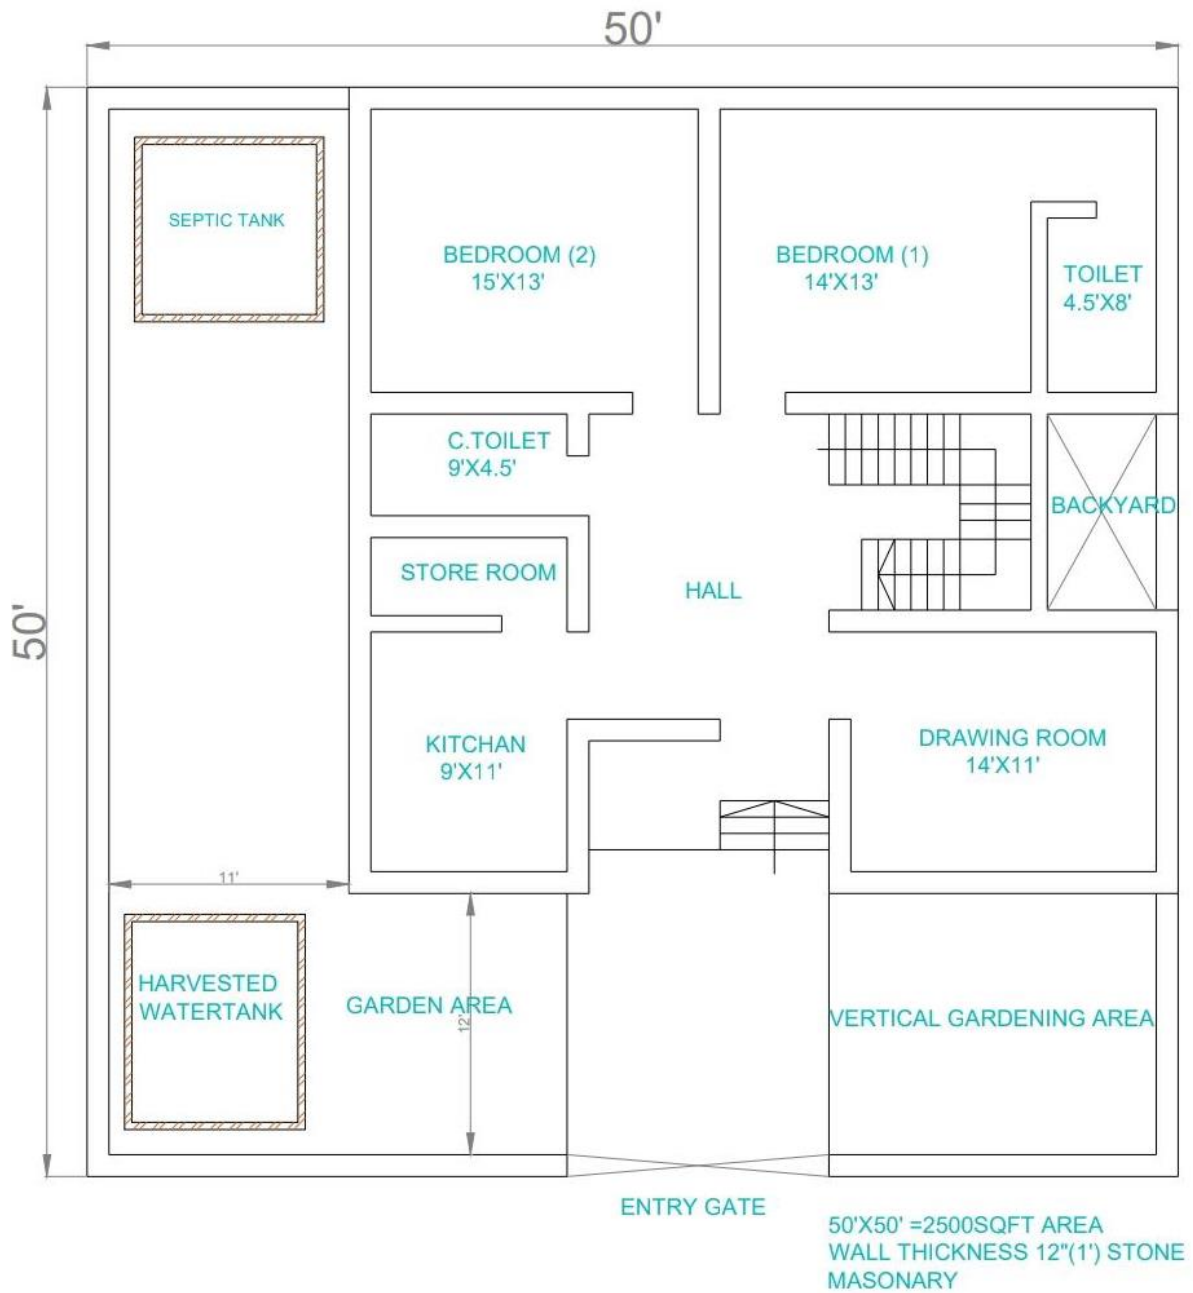 50'
SEPTIC TANK
BEDROOM (2)
15'X13'
BEDROOM (1)
14'X13'
TOILET
4.5'X8'
C.TOILET
9'X4.5'
BACKYARD
STORE ROOM
HALL
50'
KITCHAN
9'X11'
DRAWING ROOM
14'X11'
11'
HARVESTED
WATERTANK
GARDEN AREA
12'
VERTICAL GARDENING AREA
ENTRY GATE
50'X50' =2500SQFT AREA
WALL THICKNESS 12"(1') STONE
MASONARY